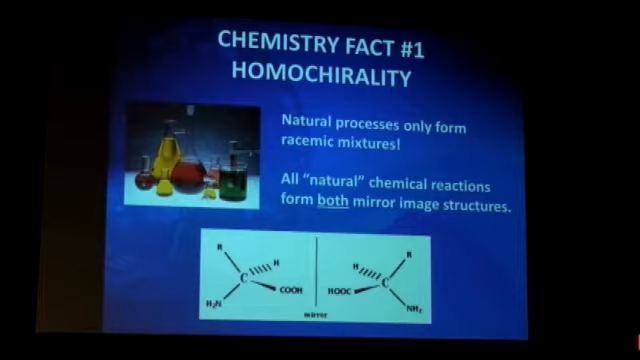 CHEMISTRY FACT #1
HOMOCHIRALITY
Natural processes only form
racemic mixtures!
All “natural” chemical reactions
form both mirror image structures.
R
H
C
COOH
H₂N
R
H
C
HOOC
NH₂
mirror